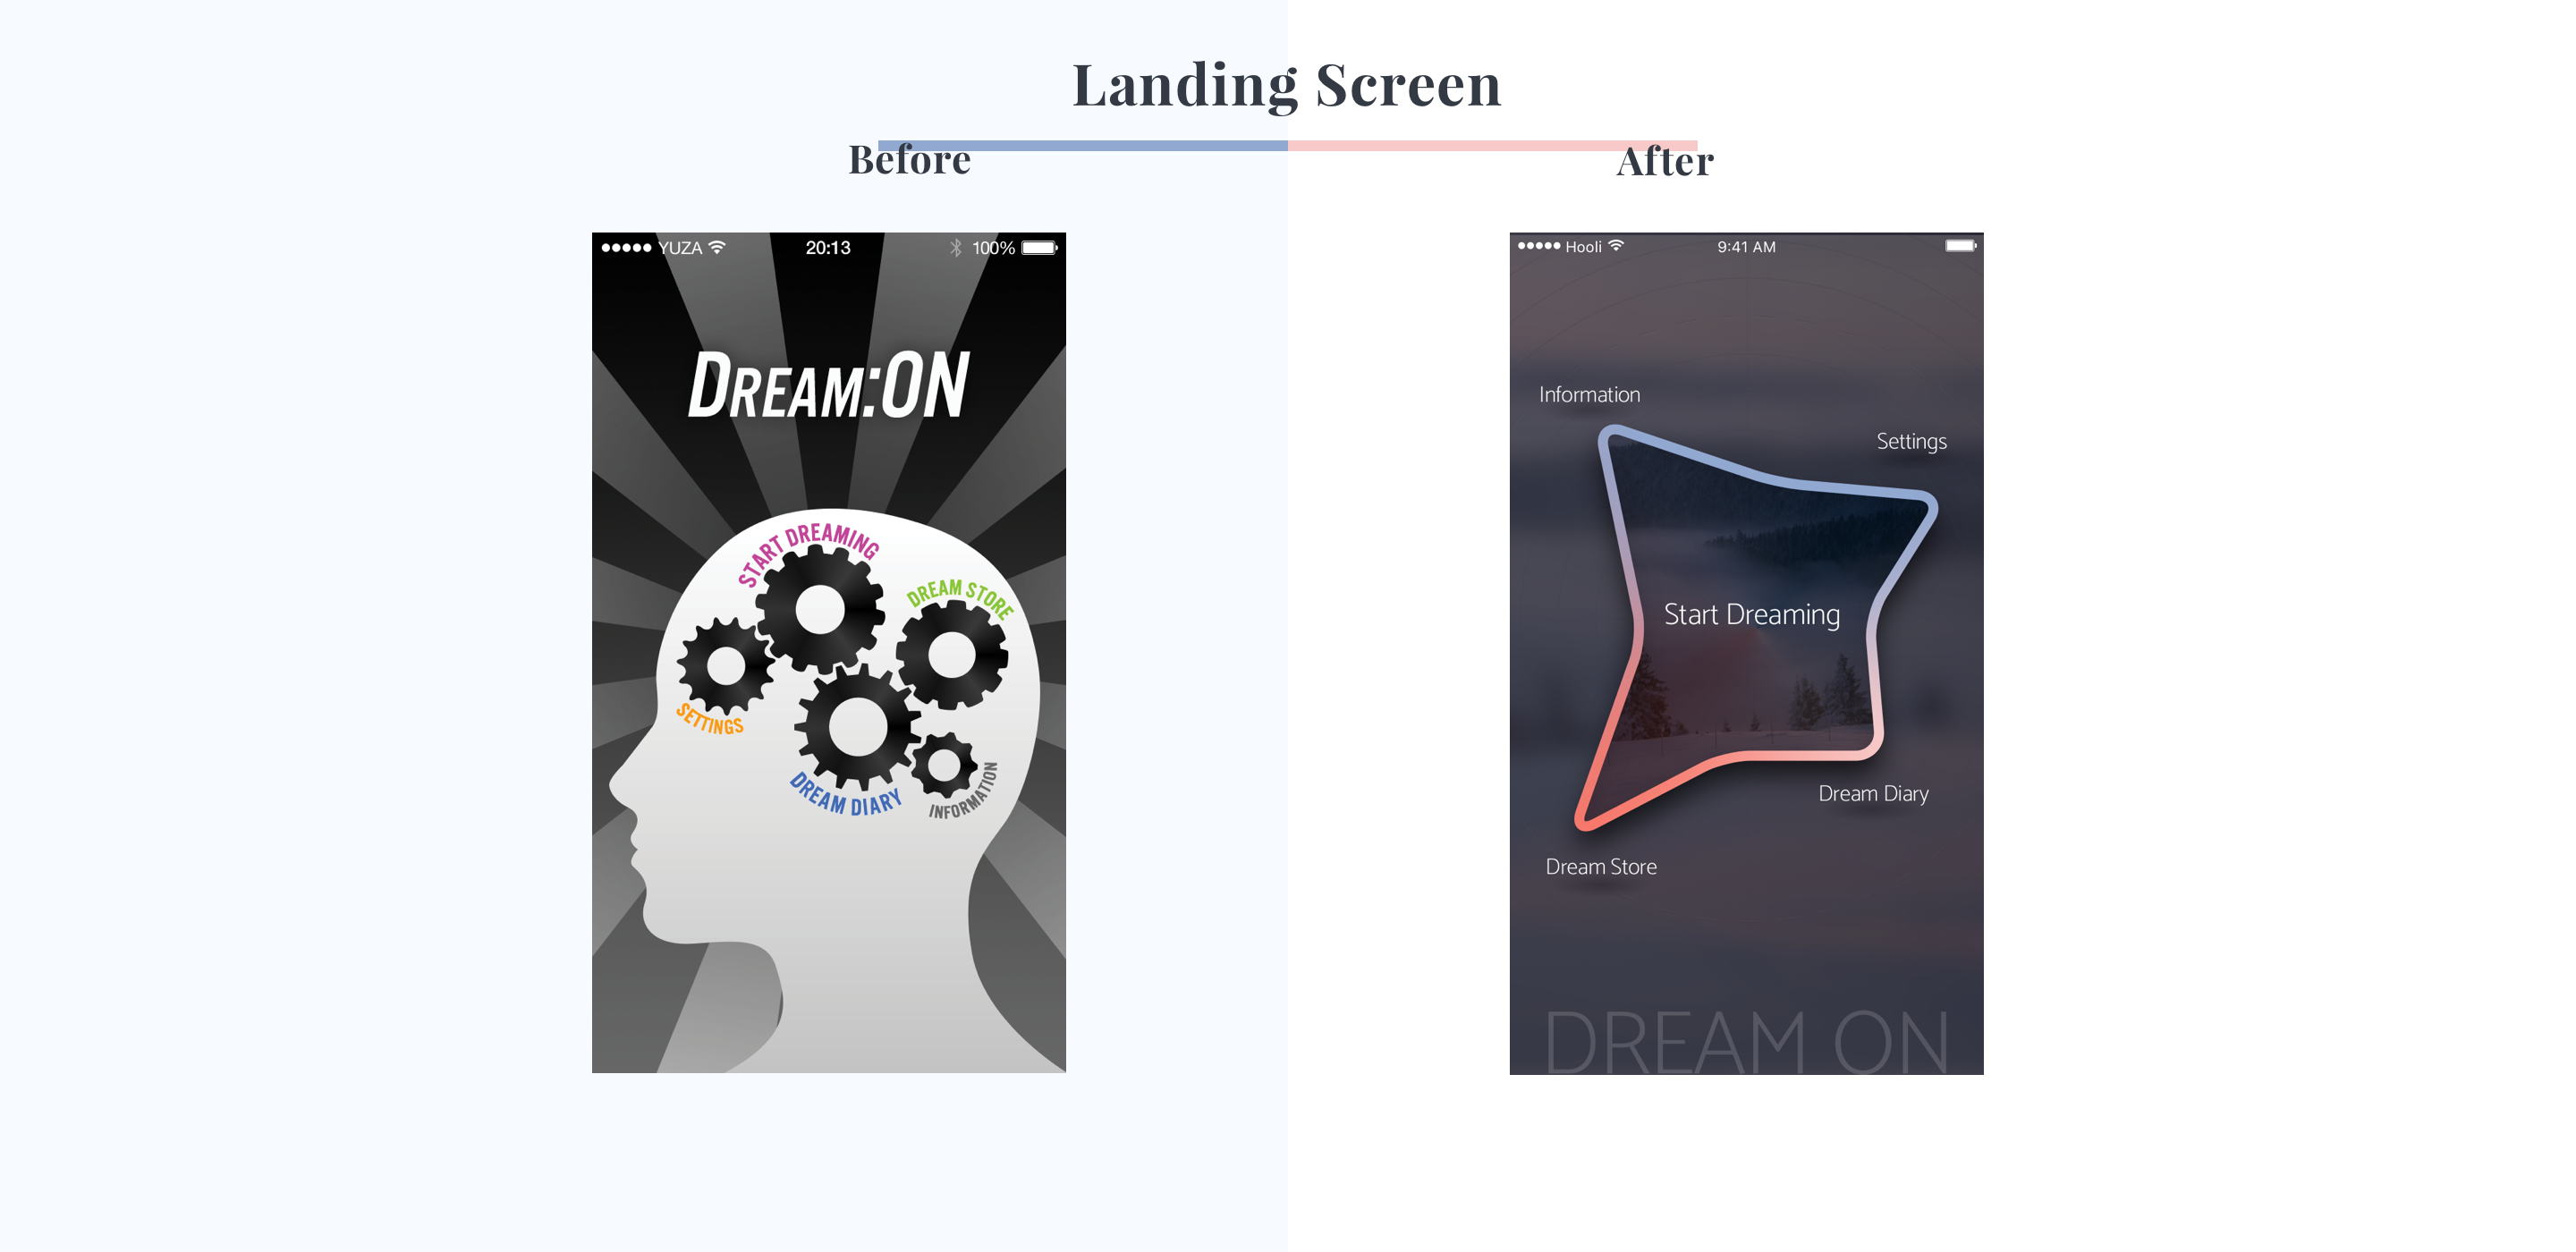 Landing Screen
Before
After
YUZA
20:13
100%
DREAM:ON
START DREAMING
DREAM STORE
SETTINGS
DREAM DIARY
INFORMATION
Hooli
9:41 AM
Information
Settings
Start Dreaming
Dream Diary
Dream Store
DREAM ON